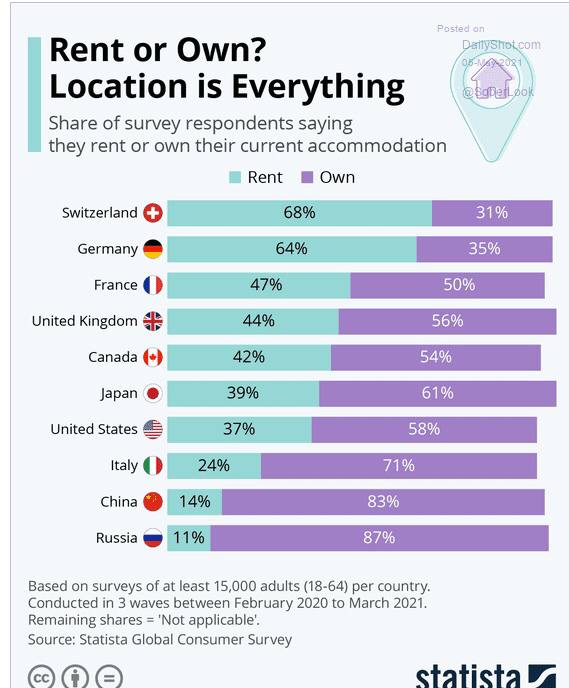 Posted on
DailyShot.com
05-May-2021
@SoberLook
Rent or Own?
Location is Everything
Share of survey respondents saying
they rent or own their current accommodation
Rent Own
Switzerland 68% 31%
Germany 64% 35%
France 47% 50%
United Kingdom 44% 56%
Canada 42% 54%
Japan 39% 61%
United States 37% 58%
Italy 24% 71%
China 14% 83%
Russia 11% 87%
Based on surveys of at least 15,000 adults (18-64) per country.
Conducted in 3 waves between February 2020 to March 2021.
Remaining shares = 'Not applicable'.
Source: Statista Global Consumer Survey
cc
statista